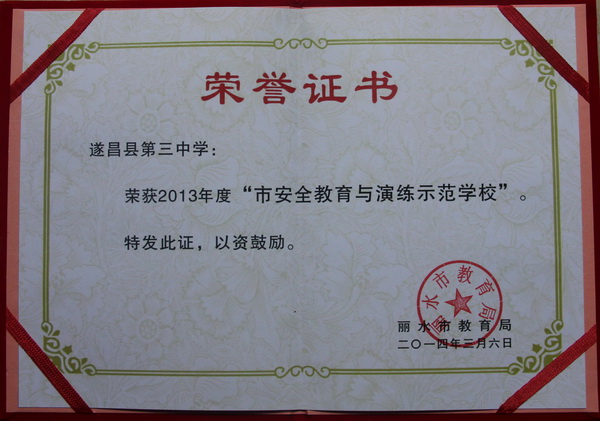 荣誉证书
遂昌县第三中学：
荣获2013年度“市安全教育与演练示范学校”。
特发此证，以资鼓励。
丽水市教育局
丽水市教育局
二〇一四年三月六日